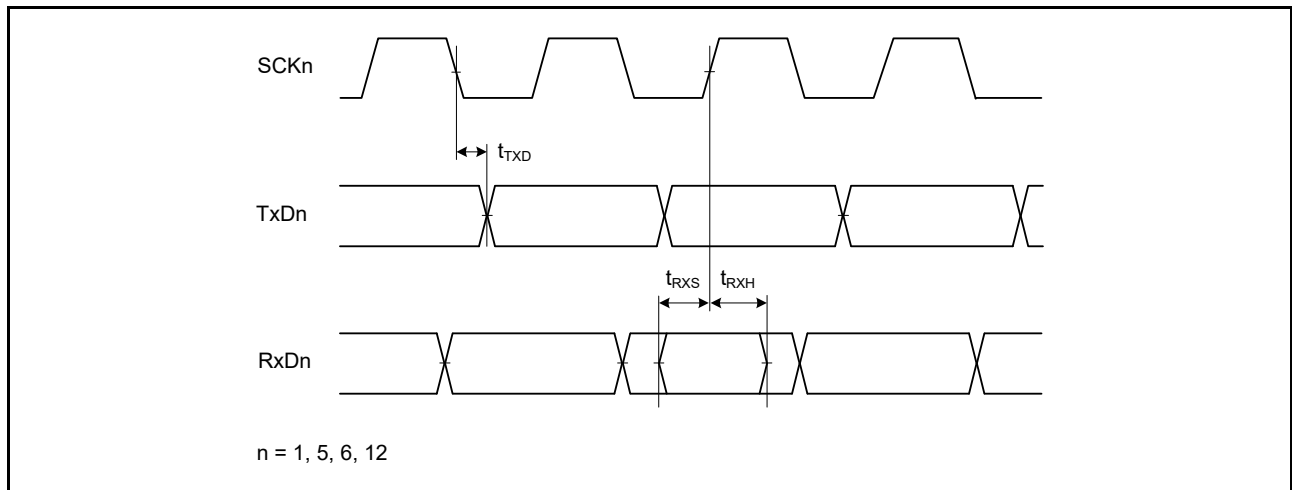 SCKn
tTXD
TxDn
tRXS tRXH
RxDn
n = 1, 5, 6, 12